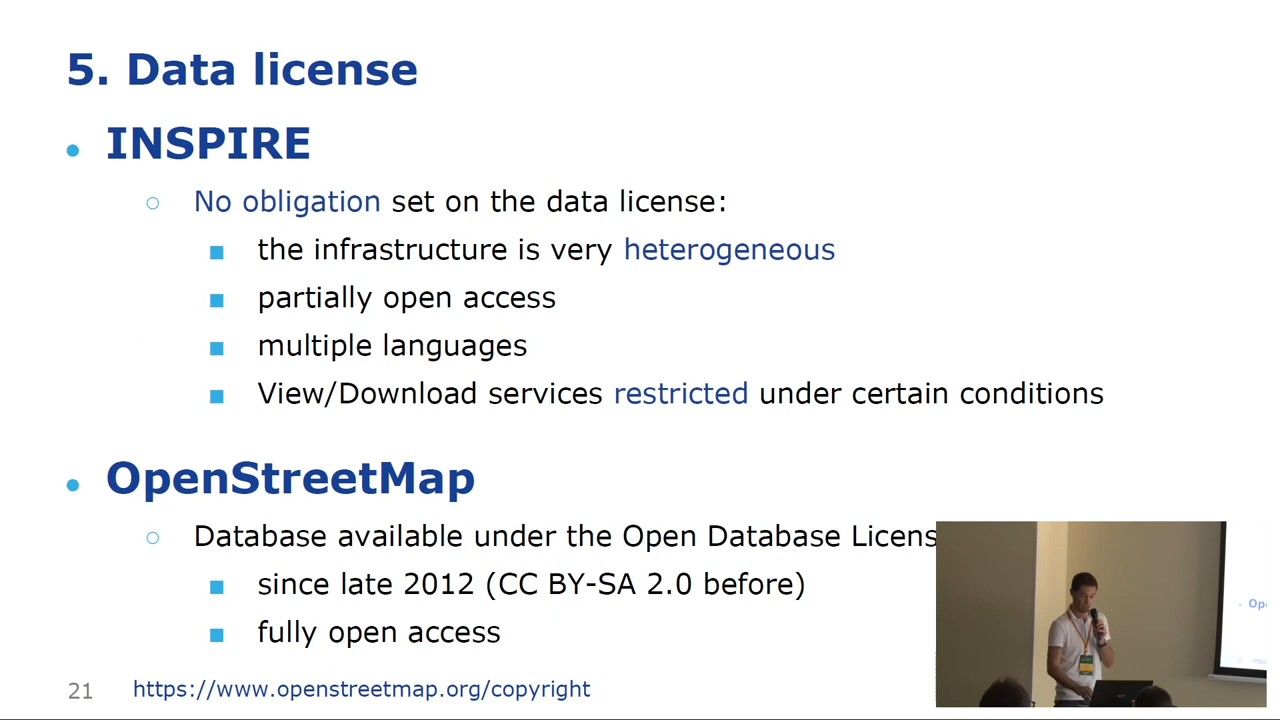 5. Data license
• INSPIRE
○ No obligation set on the data license:
■ the infrastructure is very heterogeneous
■ partially open access
■ multiple languages
■ View/Download services restricted under certain conditions
• OpenStreetMap
○ Database available under the Open Database Licens
■ since late 2012 (CC BY-SA 2.0 before)
■ fully open access
21 https://www.openstreetmap.org/copyright